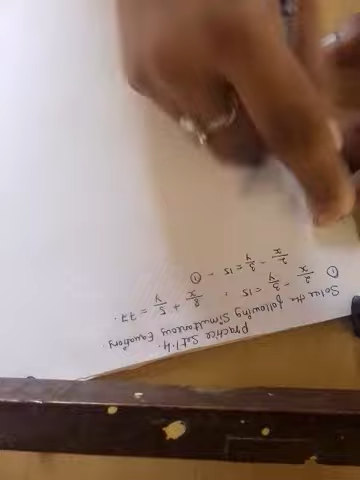 Practice Set 1.4.
Solve the following Simultaneous Equation.
① 2/x - 3/y = 15 , 8/x + 5/y = 77.
2/x - 3/y = 15 - ①